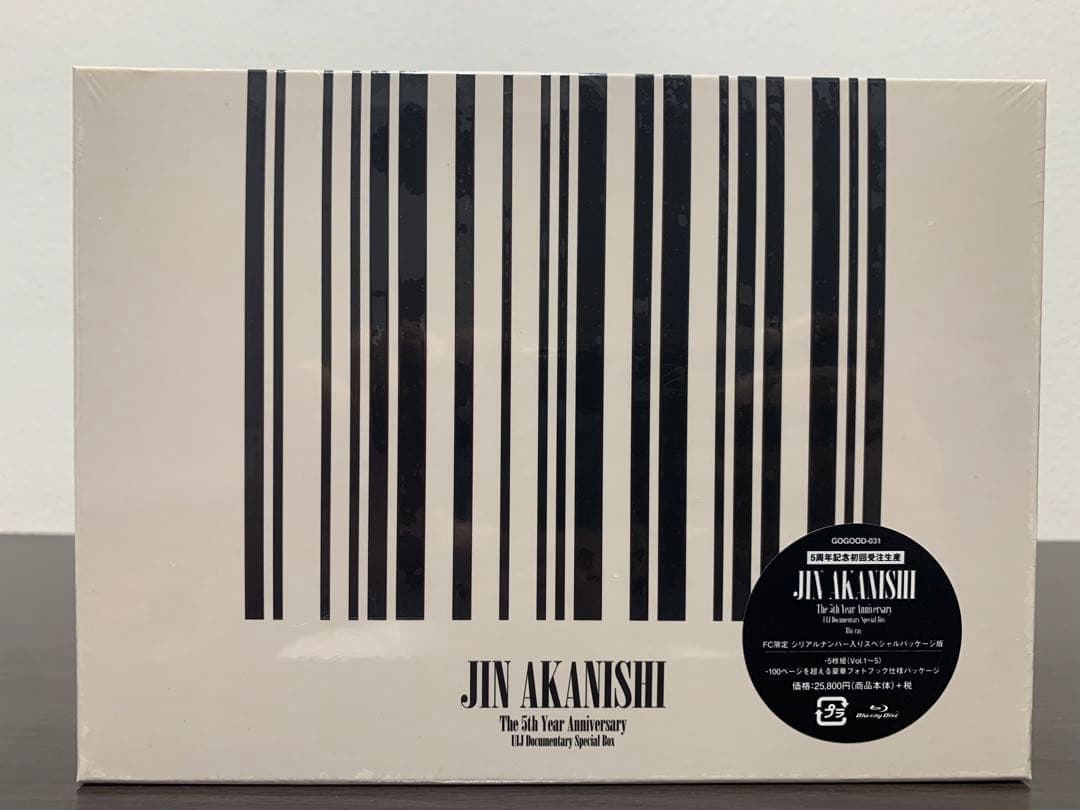 JIN AKANISHI
The 5th Year Anniversary
UIJ Documentary Special Box
GOGOOD-031
5周年記念初回受注生産
JIN AKANISHI
The 5th Year Anniversary
UIJ Documentary Special Box
Blu-ray
FC限定 シリアルナンバー入りスペシャルパッケージ版
・5枚組(Vol.1〜5)
・100ページを超える豪華フォトブック仕様パッケージ
価格:25,800円(商品本体)+税
プラ
Blu-ray Disc